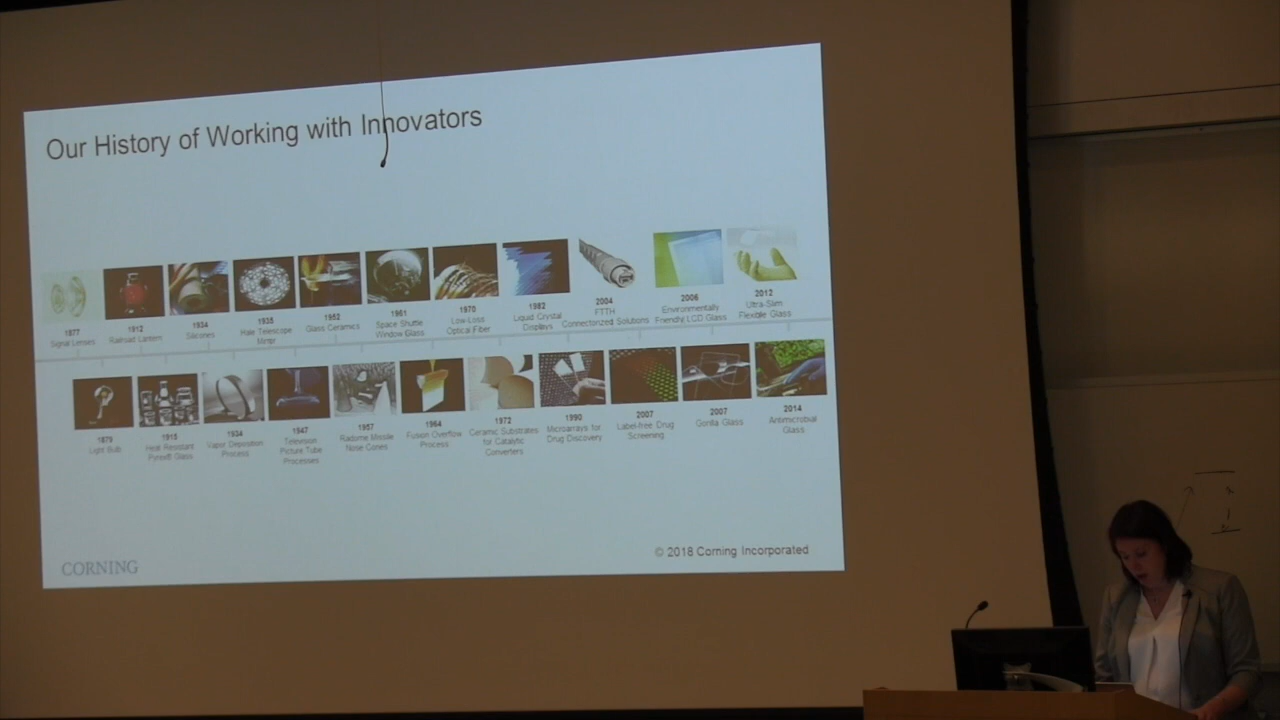 Our History of Working with Innovators
1877
Signal Lenses
1912
Railroad Lantern
1934
Silicones
1935
Hale Telescope
Mirror
1952
Glass Ceramics
1961
Space Shuttle
Window Glass
1970
Low-Loss
Optical Fiber
1982
Liquid Crystal
Displays
2004
FTTH
Connectorized Solutions
2006
Environmentally
Friendly LCD Glass
2012
Ultra-Slim
Flexible Glass
1879
Light Bulb
1915
Heat Resistant
Pyrex® Glass
1934
Vapor Deposition
Process
1947
Television
Picture Tube
Processes
1957
Radome Missile
Nose Cones
1964
Fusion Overflow
Process
1972
Ceramic Substrates
for Catalytic
Converters
1990
Microarrays for
Drug Discovery
2007
Label-free Drug
Screening
2007
Gorilla Glass
2014
Antimicrobial
Glass
CORNING
© 2018 Corning Incorporated